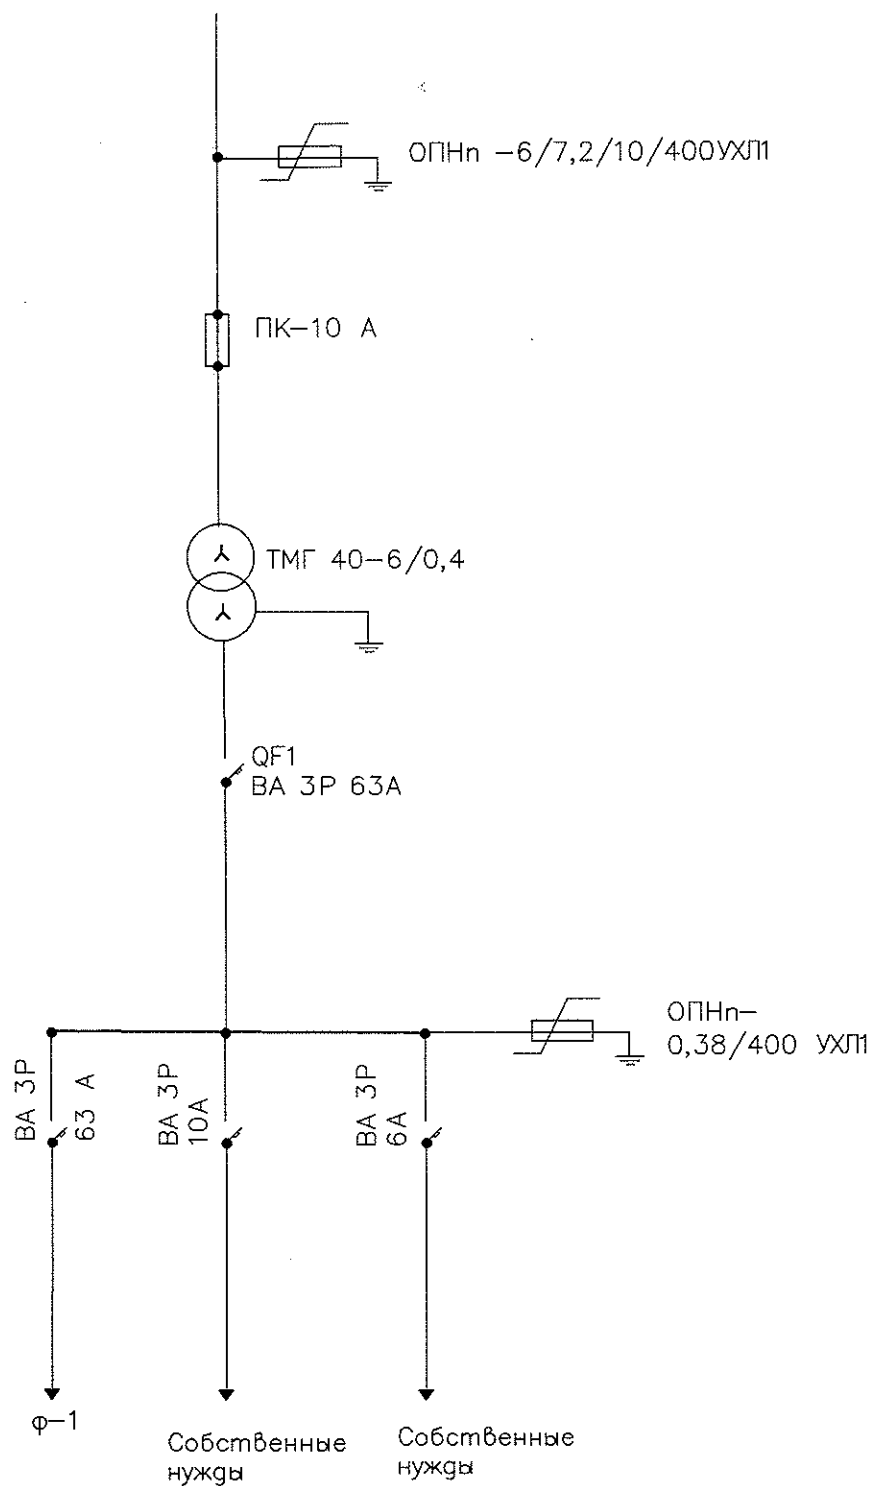 ОПНп -6/7,2/10/400УХЛ1
ПК-10 А
ТМГ 40-6/0,4
QF1
ВА 3Р 63А
ОПНп-
0,38/400 УХЛ1
ВА 3Р
63 А
ВА 3Р
10А
ВА 3Р
6А
ф-1
Собственные
нужды
Собственные
нужды